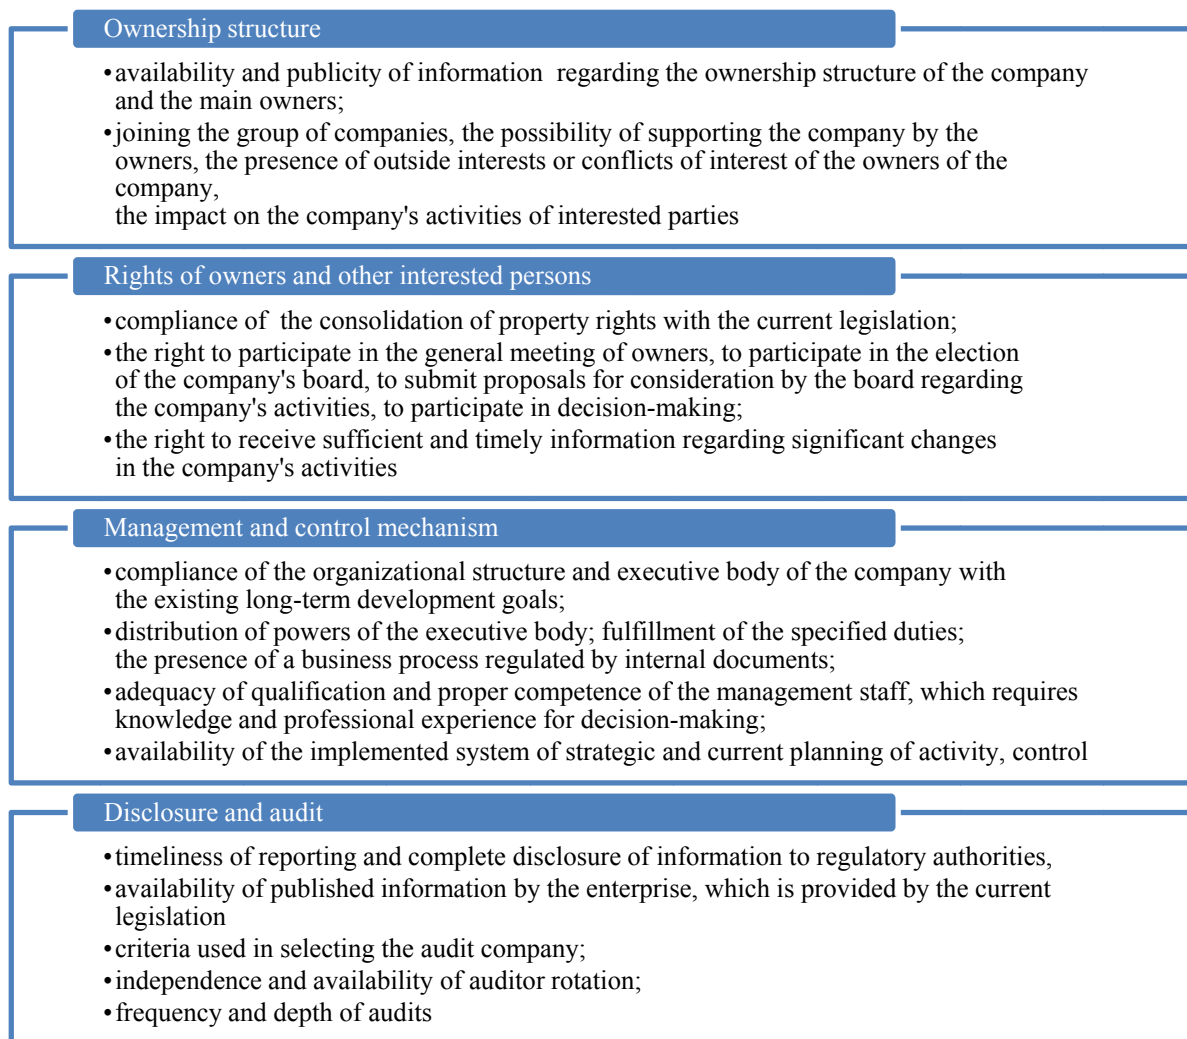 Ownership structure
•availability and publicity of information  regarding the ownership structure of the company
and the main owners;
•joining the group of companies, the possibility of supporting the company by the
owners, the presence of outside interests or conflicts of interest of the owners of the
company,
the impact on the company's activities of interested parties
Rights of owners and other interested persons
•compliance of  the consolidation of property rights with the current legislation;
•the right to participate in the general meeting of owners, to participate in the election
of the company's board, to submit proposals for consideration by the board regarding
the company's activities, to participate in decision-making;
•the right to receive sufficient and timely information regarding significant changes
in the company's activities
Management and control mechanism
•compliance of the organizational structure and executive body of the company with
the existing long-term development goals;
•distribution of powers of the executive body; fulfillment of the specified duties;
the presence of a business process regulated by internal documents;
•adequacy of qualification and proper competence of the management staff, which requires
knowledge and professional experience for decision-making;
•availability of the implemented system of strategic and current planning of activity, control
Disclosure and audit
•timeliness of reporting and complete disclosure of information to regulatory authorities,
•availability of published information by the enterprise, which is provided by the current
legislation
•criteria used in selecting the audit company;
•independence and availability of auditor rotation;
•frequency and depth of audits